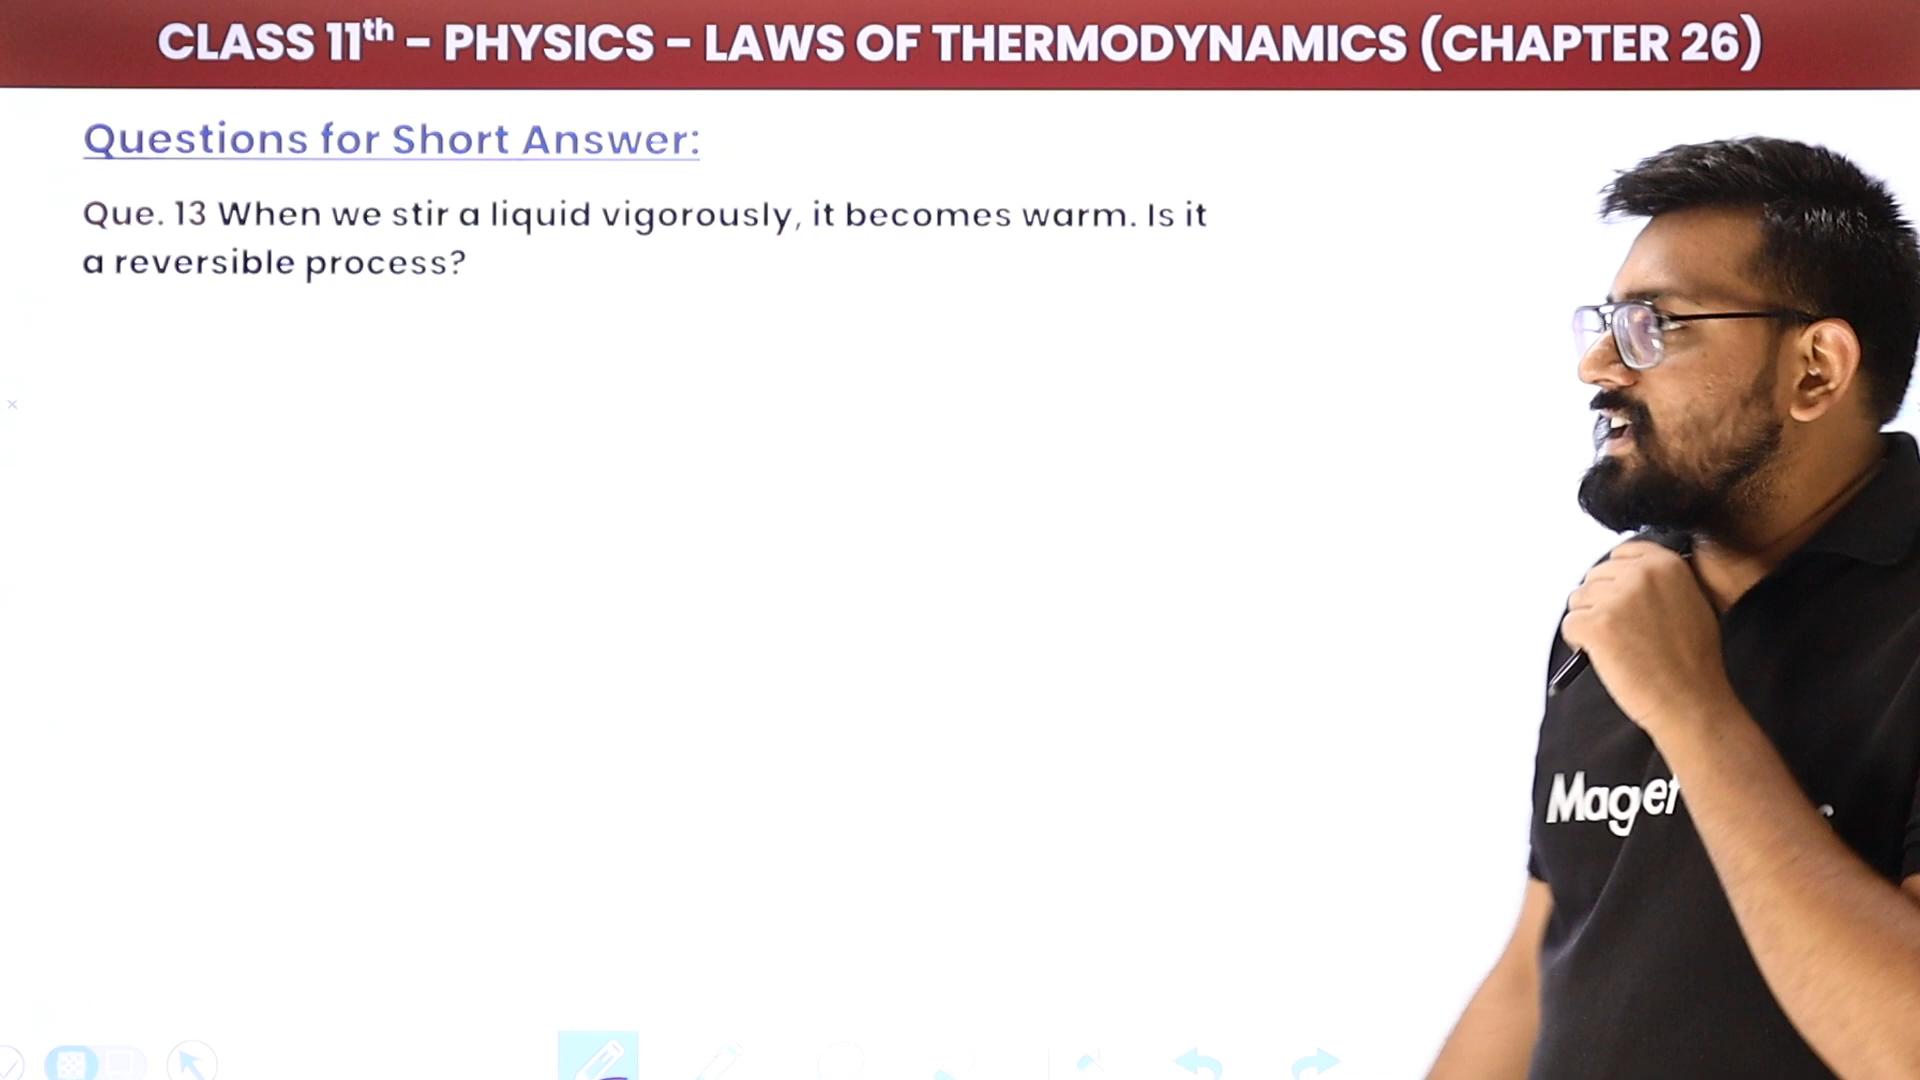 CLASS 11th - PHYSICS - LAWS OF THERMODYNAMICS (CHAPTER 26)
Questions for Short Answer:
Que. 13 When we stir a liquid vigorously, it becomes warm. Is it
a reversible process?